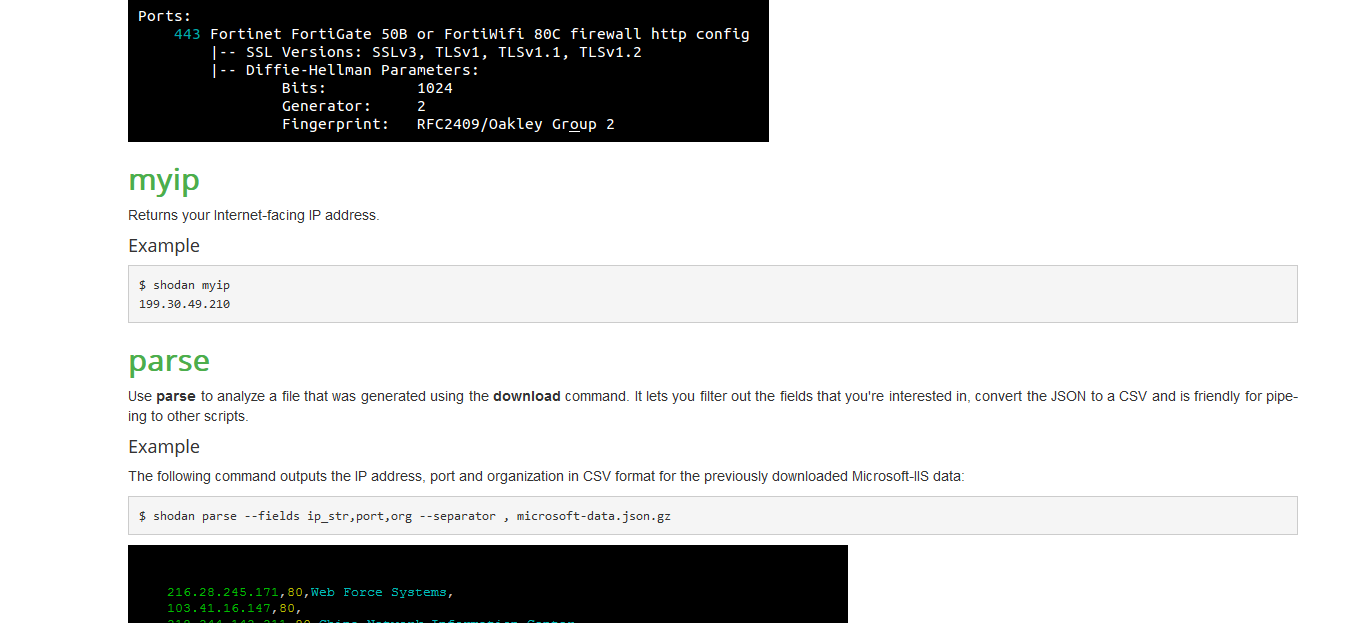 Ports:
443 Fortinet FortiGate 50B or FortiWifi 80C firewall http config
|-- SSL Versions: SSLv3, TLSv1, TLSv1.1, TLSv1.2
|-- Diffie-Hellman Parameters:
Bits: 1024
Generator: 2
Fingerprint: RFC2409/Oakley Group 2
myip
Returns your Internet-facing IP address.
Example
$ shodan myip
199.30.49.210
parse
Use parse to analyze a file that was generated using the download command. It lets you filter out the fields that you're interested in, convert the JSON to a CSV and is friendly for pipe-
ing to other scripts.
Example
The following command outputs the IP address, port and organization in CSV format for the previously downloaded Microsoft-IIS data:
$ shodan parse --fields ip_str,port,org --separator , microsoft-data.json.gz
216.28.245.171,80,Web Force Systems,
103.41.16.147,80,